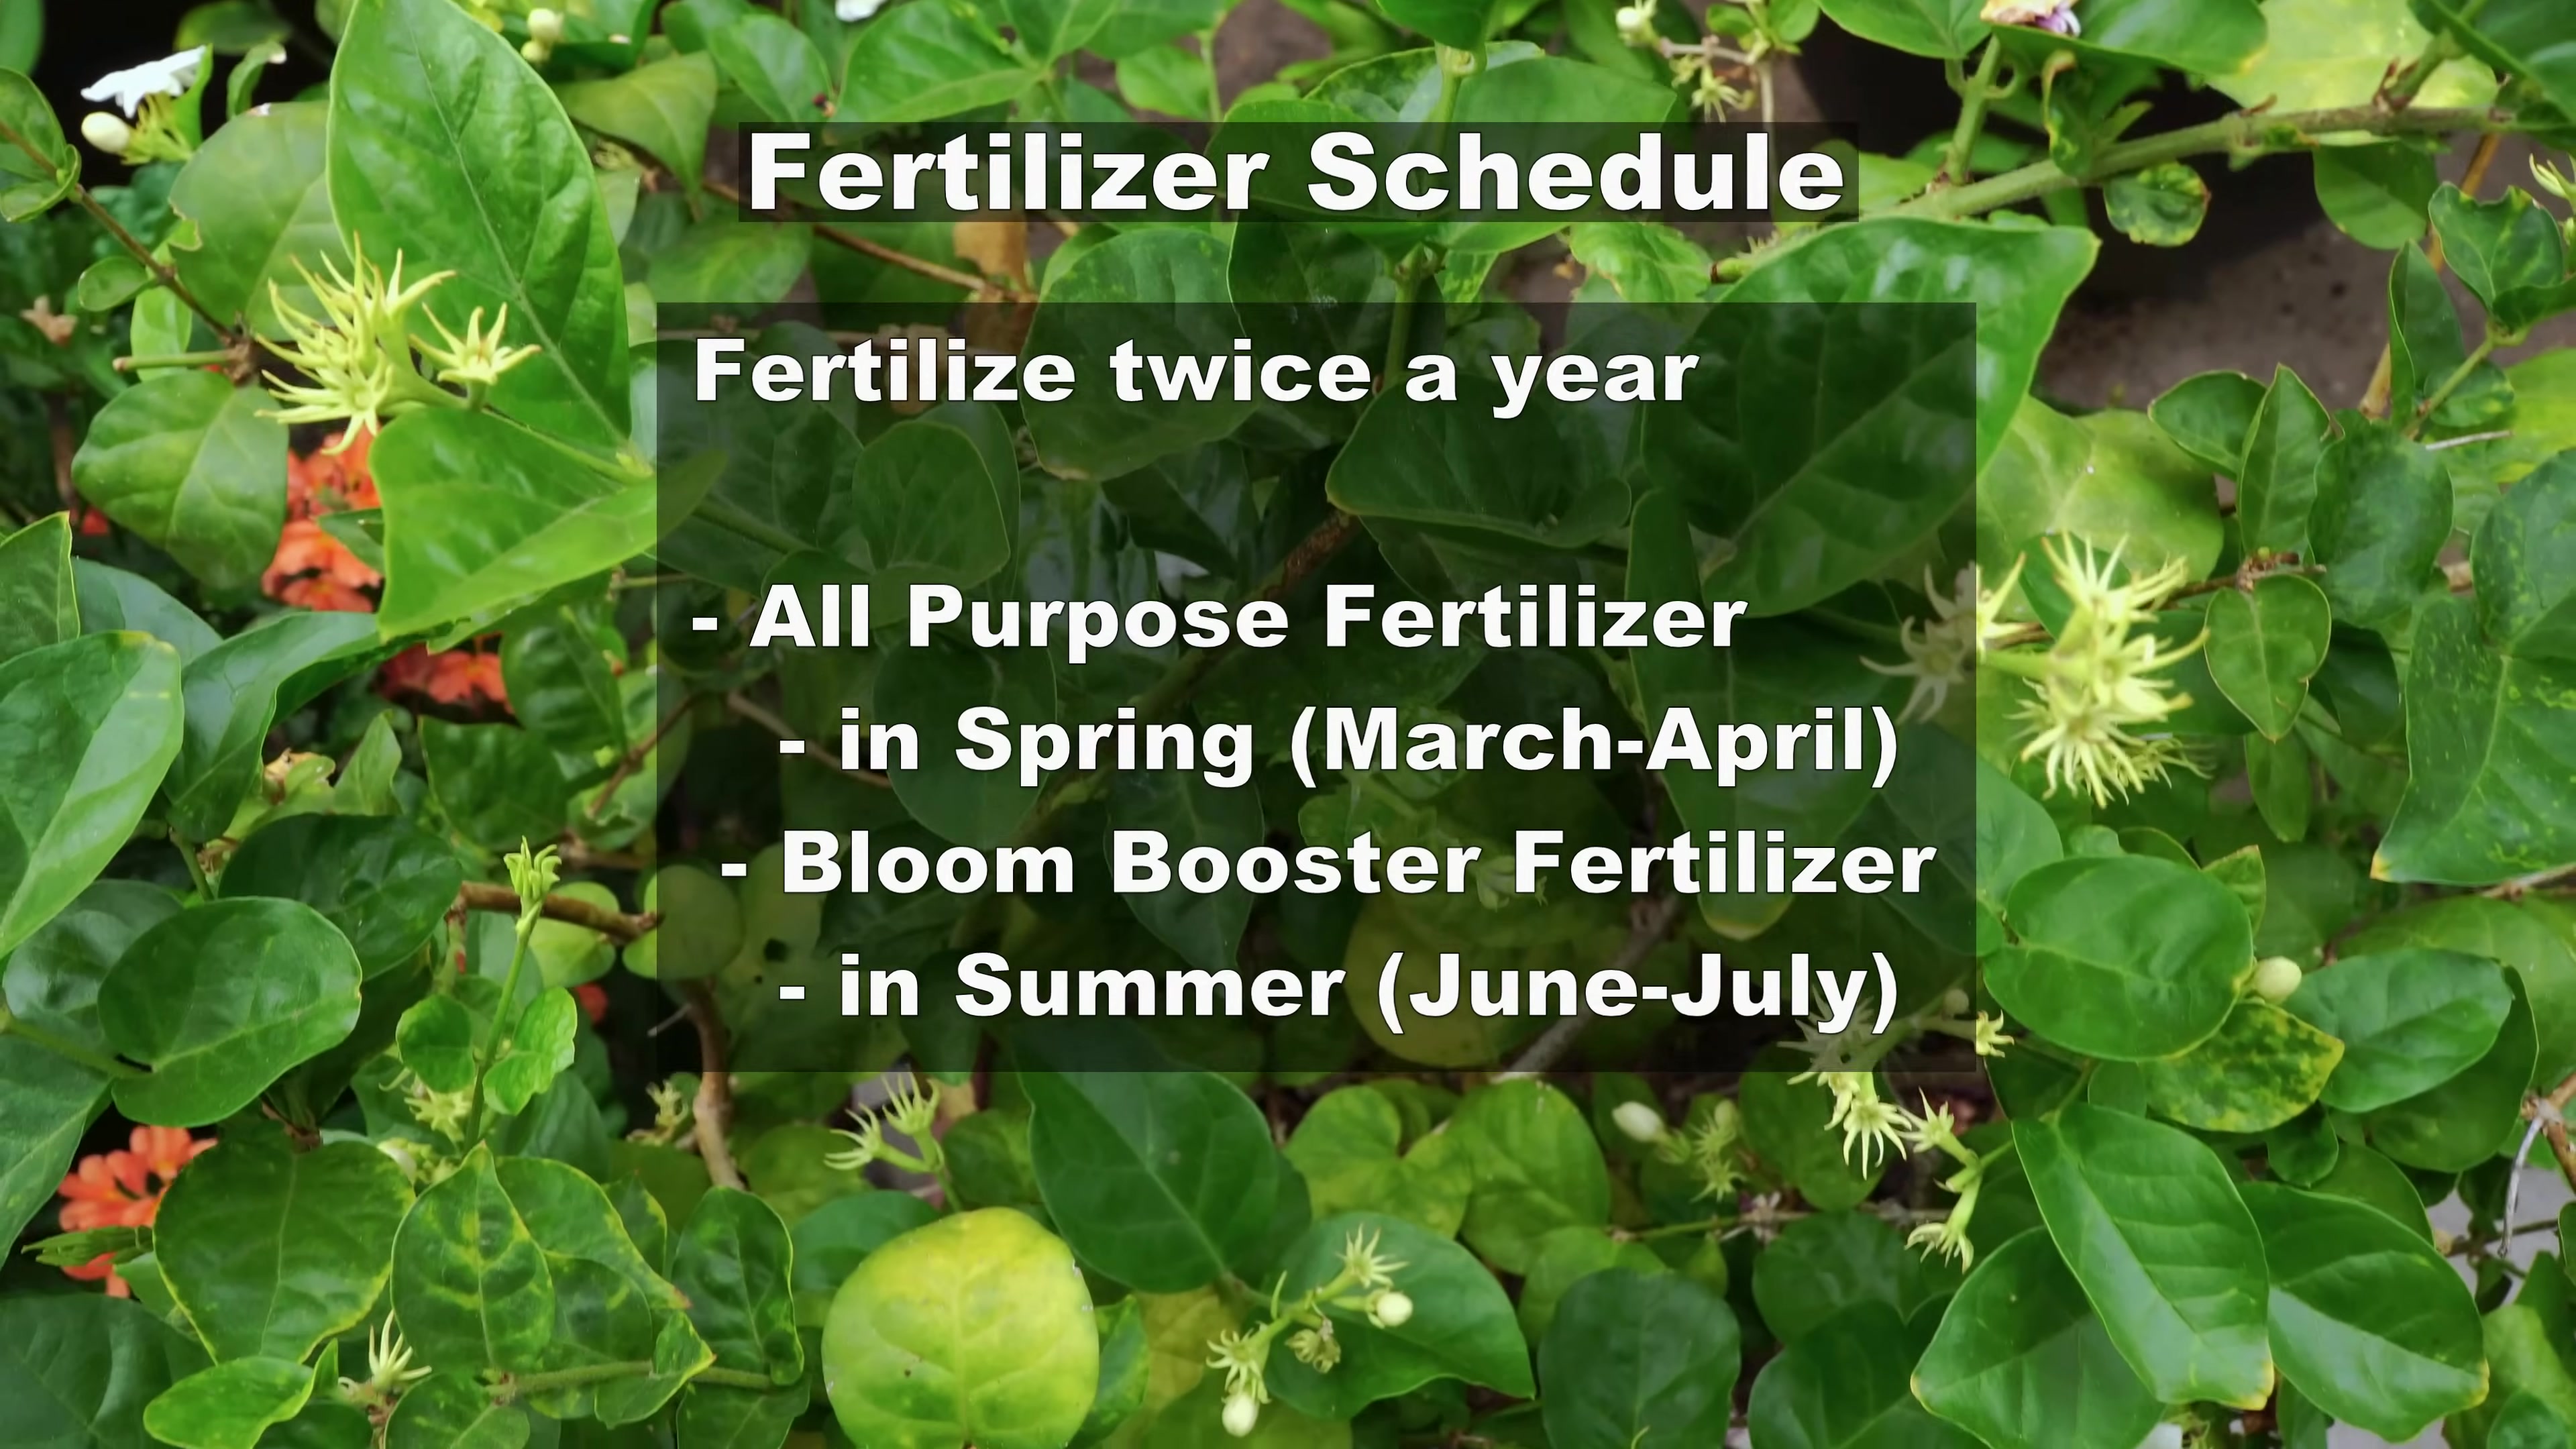 Fertilizer Schedule
Fertilize twice a year
- All Purpose Fertilizer
- in Spring (March-April)
- Bloom Booster Fertilizer
- in Summer (June-July)